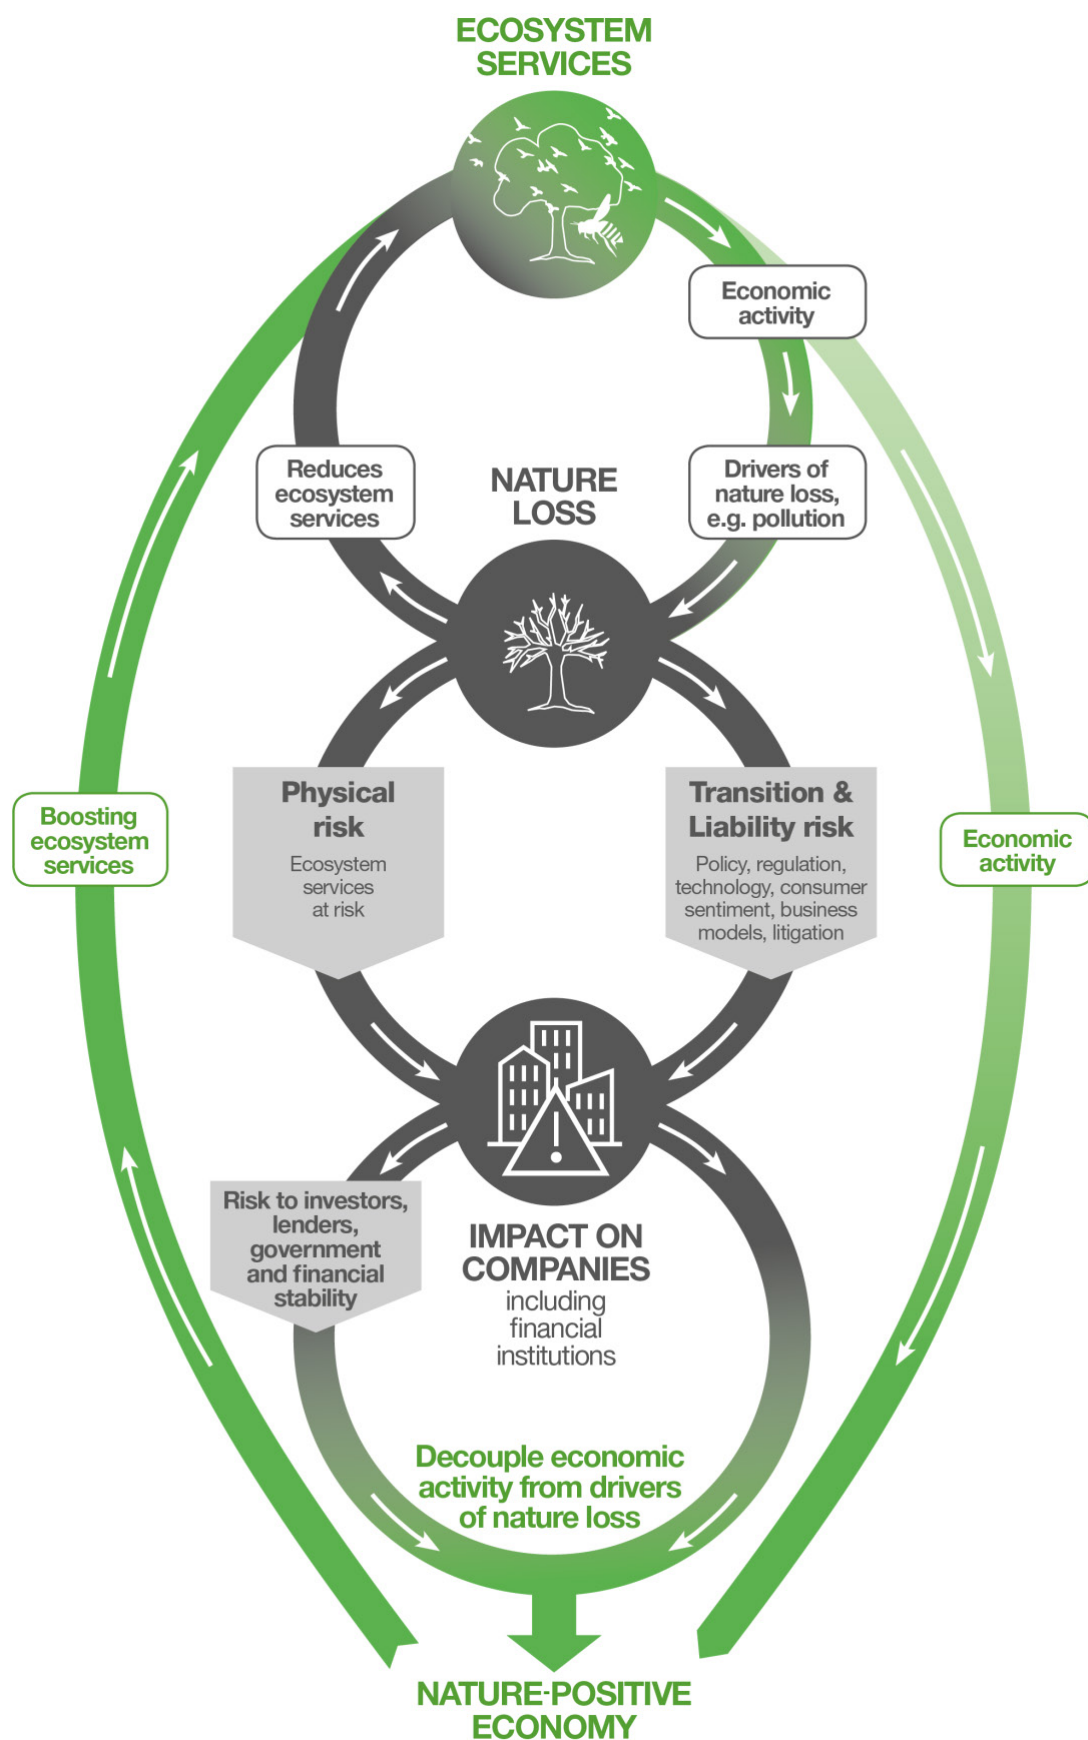 ECOSYSTEM
SERVICES
Economic
activity
Reduces
ecosystem
services
NATURE
LOSS
Drivers of
nature loss,
e.g. pollution
Physical
risk
Ecosystem
services
at risk
Transition &
Liability risk
Policy, regulation,
technology, consumer
sentiment, business
models, litigation
Boosting
ecosystem
services
Economic
activity
Risk to investors,
lenders,
government
and financial
stability
IMPACT ON
COMPANIES
including
financial
institutions
Decouple economic
activity from drivers
of nature loss
NATURE-POSITIVE
ECONOMY